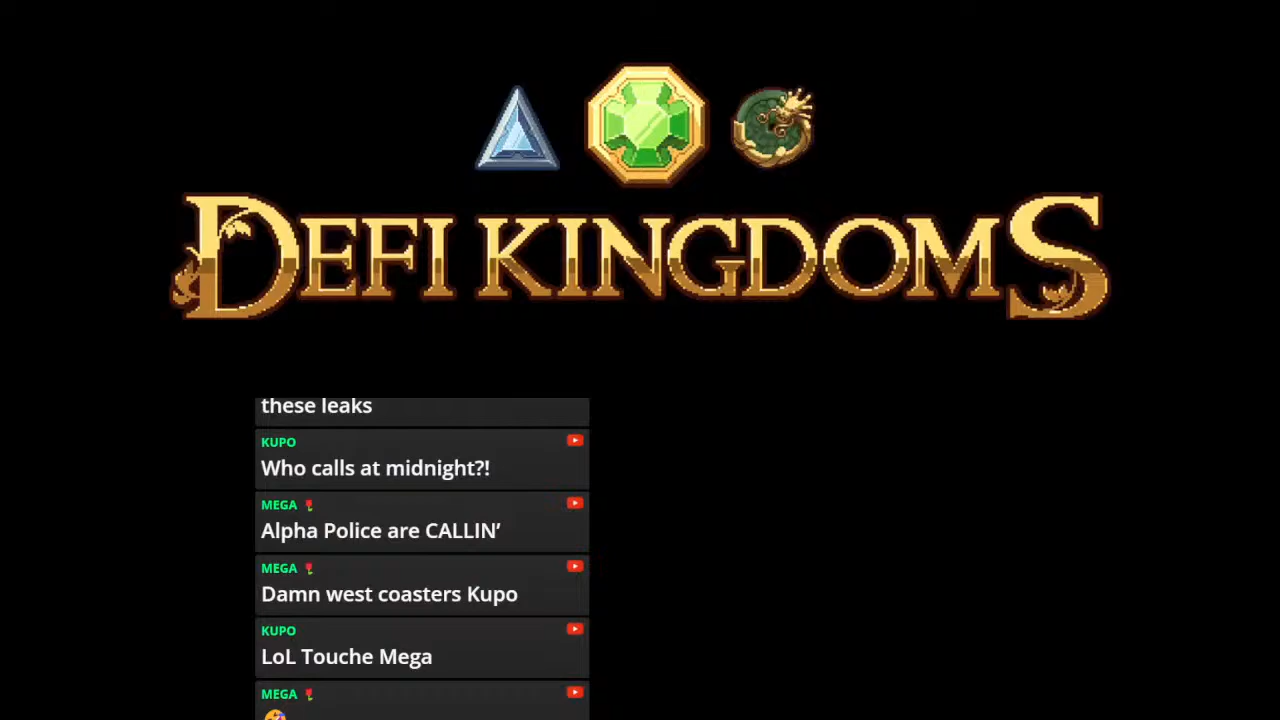 DEFI KINGDOMS
these leaks
KUPO
Who calls at midnight?!
MEGA
Alpha Police are CALLIN’
MEGA
Damn west coasters Kupo
KUPO
LoL Touche Mega
MEGA